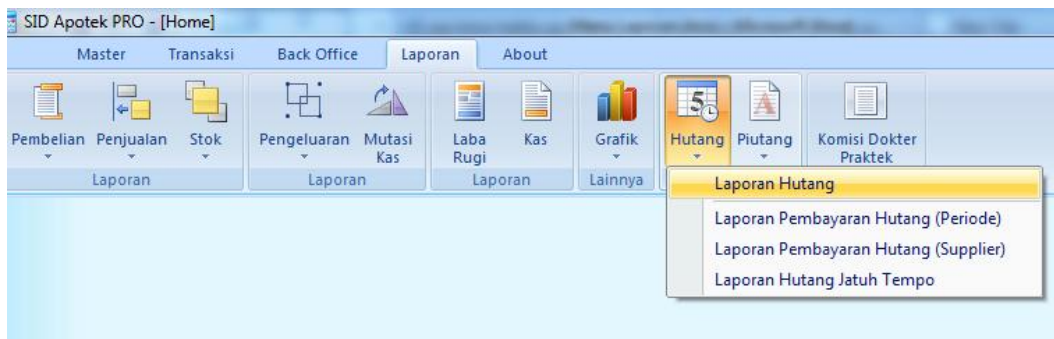 SID Apotek PRO - [Home]
Master Transaksi Back Office Laporan About
Pembelian Penjualan Stok Pengeluaran Mutasi Kas Laba Rugi Kas Grafik Hutang Piutang Komisi Dokter Praktek
Laporan Laporan Laporan Lainnya
Laporan Hutang
Laporan Pembayaran Hutang (Periode)
Laporan Pembayaran Hutang (Supplier)
Laporan Hutang Jatuh Tempo